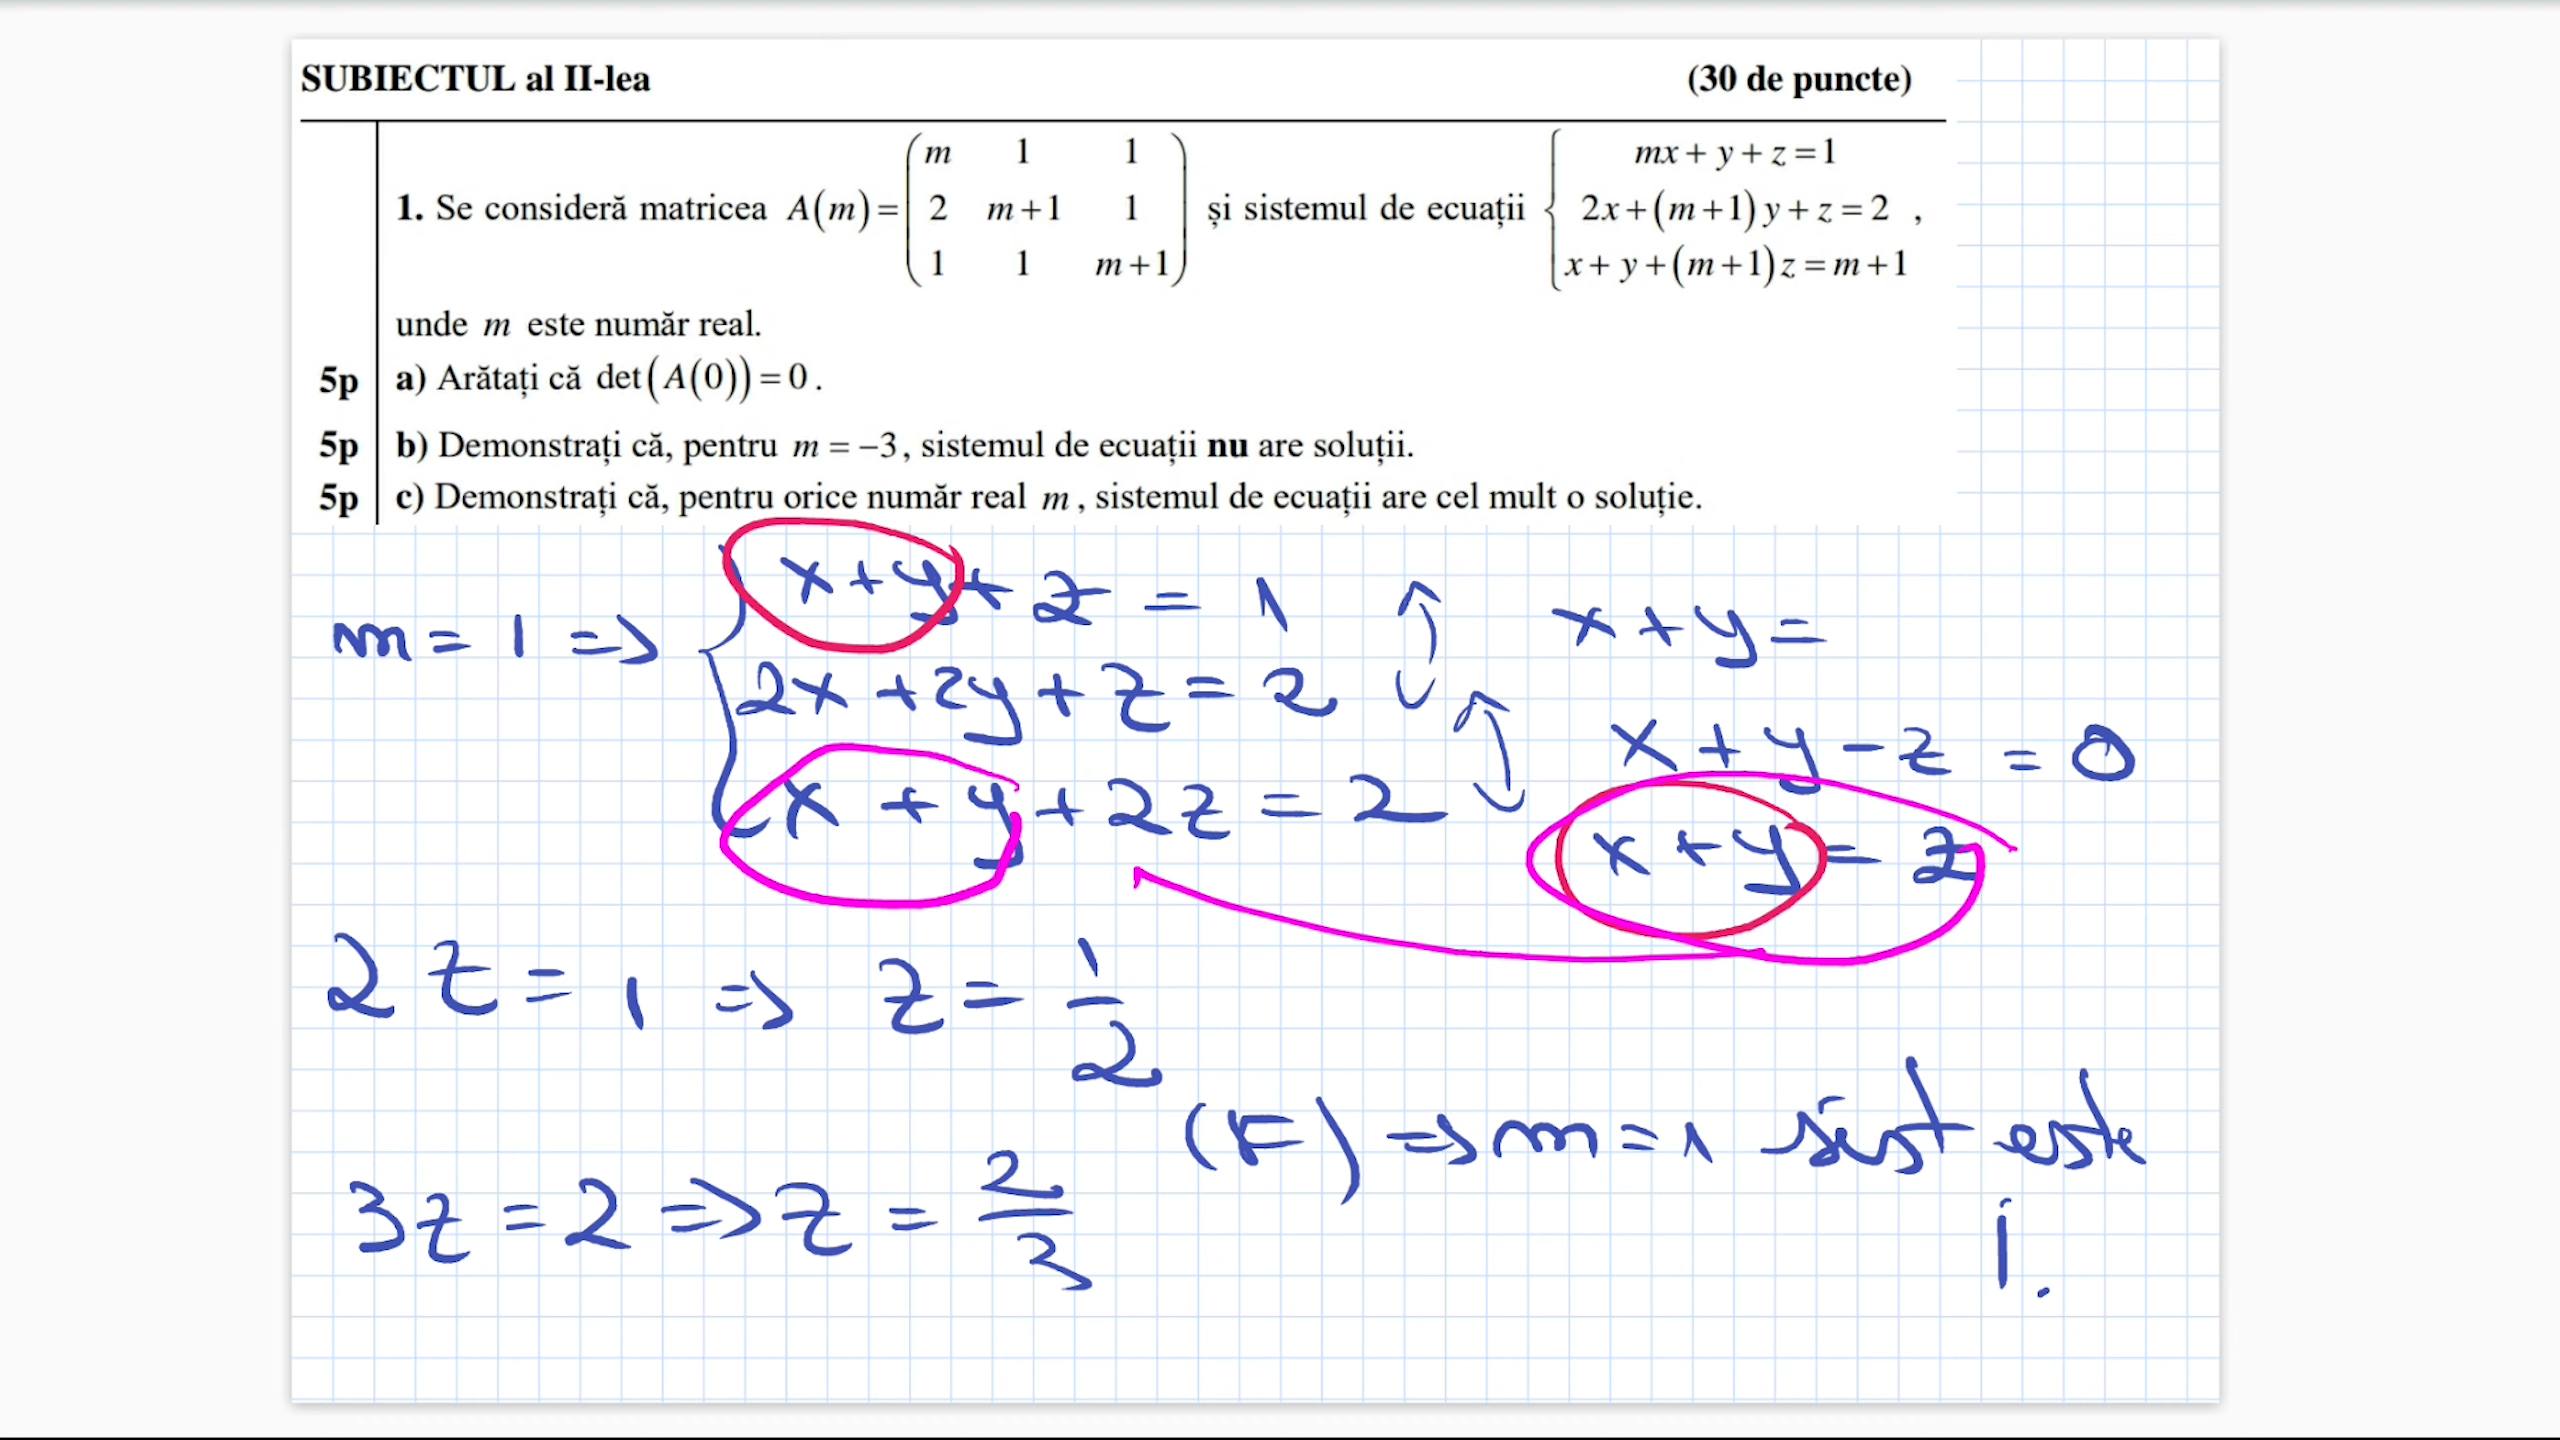 SUBIECTUL al II-lea (30 de puncte)
1. Se consideră matricea A(m) = ( m 1 1 ; 2 m+1 1 ; 1 1 m+1 ) și sistemul de ecuații { mx + y + z = 1 ; 2x + (m+1) y + z = 2 ; x + y + (m+1) z = m+1 ,
unde m este număr real.
5p a) Arătați că det(A(0)) = 0.
5p b) Demonstrați că, pentru m = −3, sistemul de ecuații nu are soluții.
5p c) Demonstrați că, pentru orice număr real m, sistemul de ecuații are cel mult o soluție.
m = 1 => { x + y + z = 1
2x + 2y + z = 2
x + y + 2z = 2
x + y =
x + y − z = 0
x + y = z
2z = 1 => z = 1/2
3z = 2 => z = 2/3
(F) => m = 1 sist este
i.